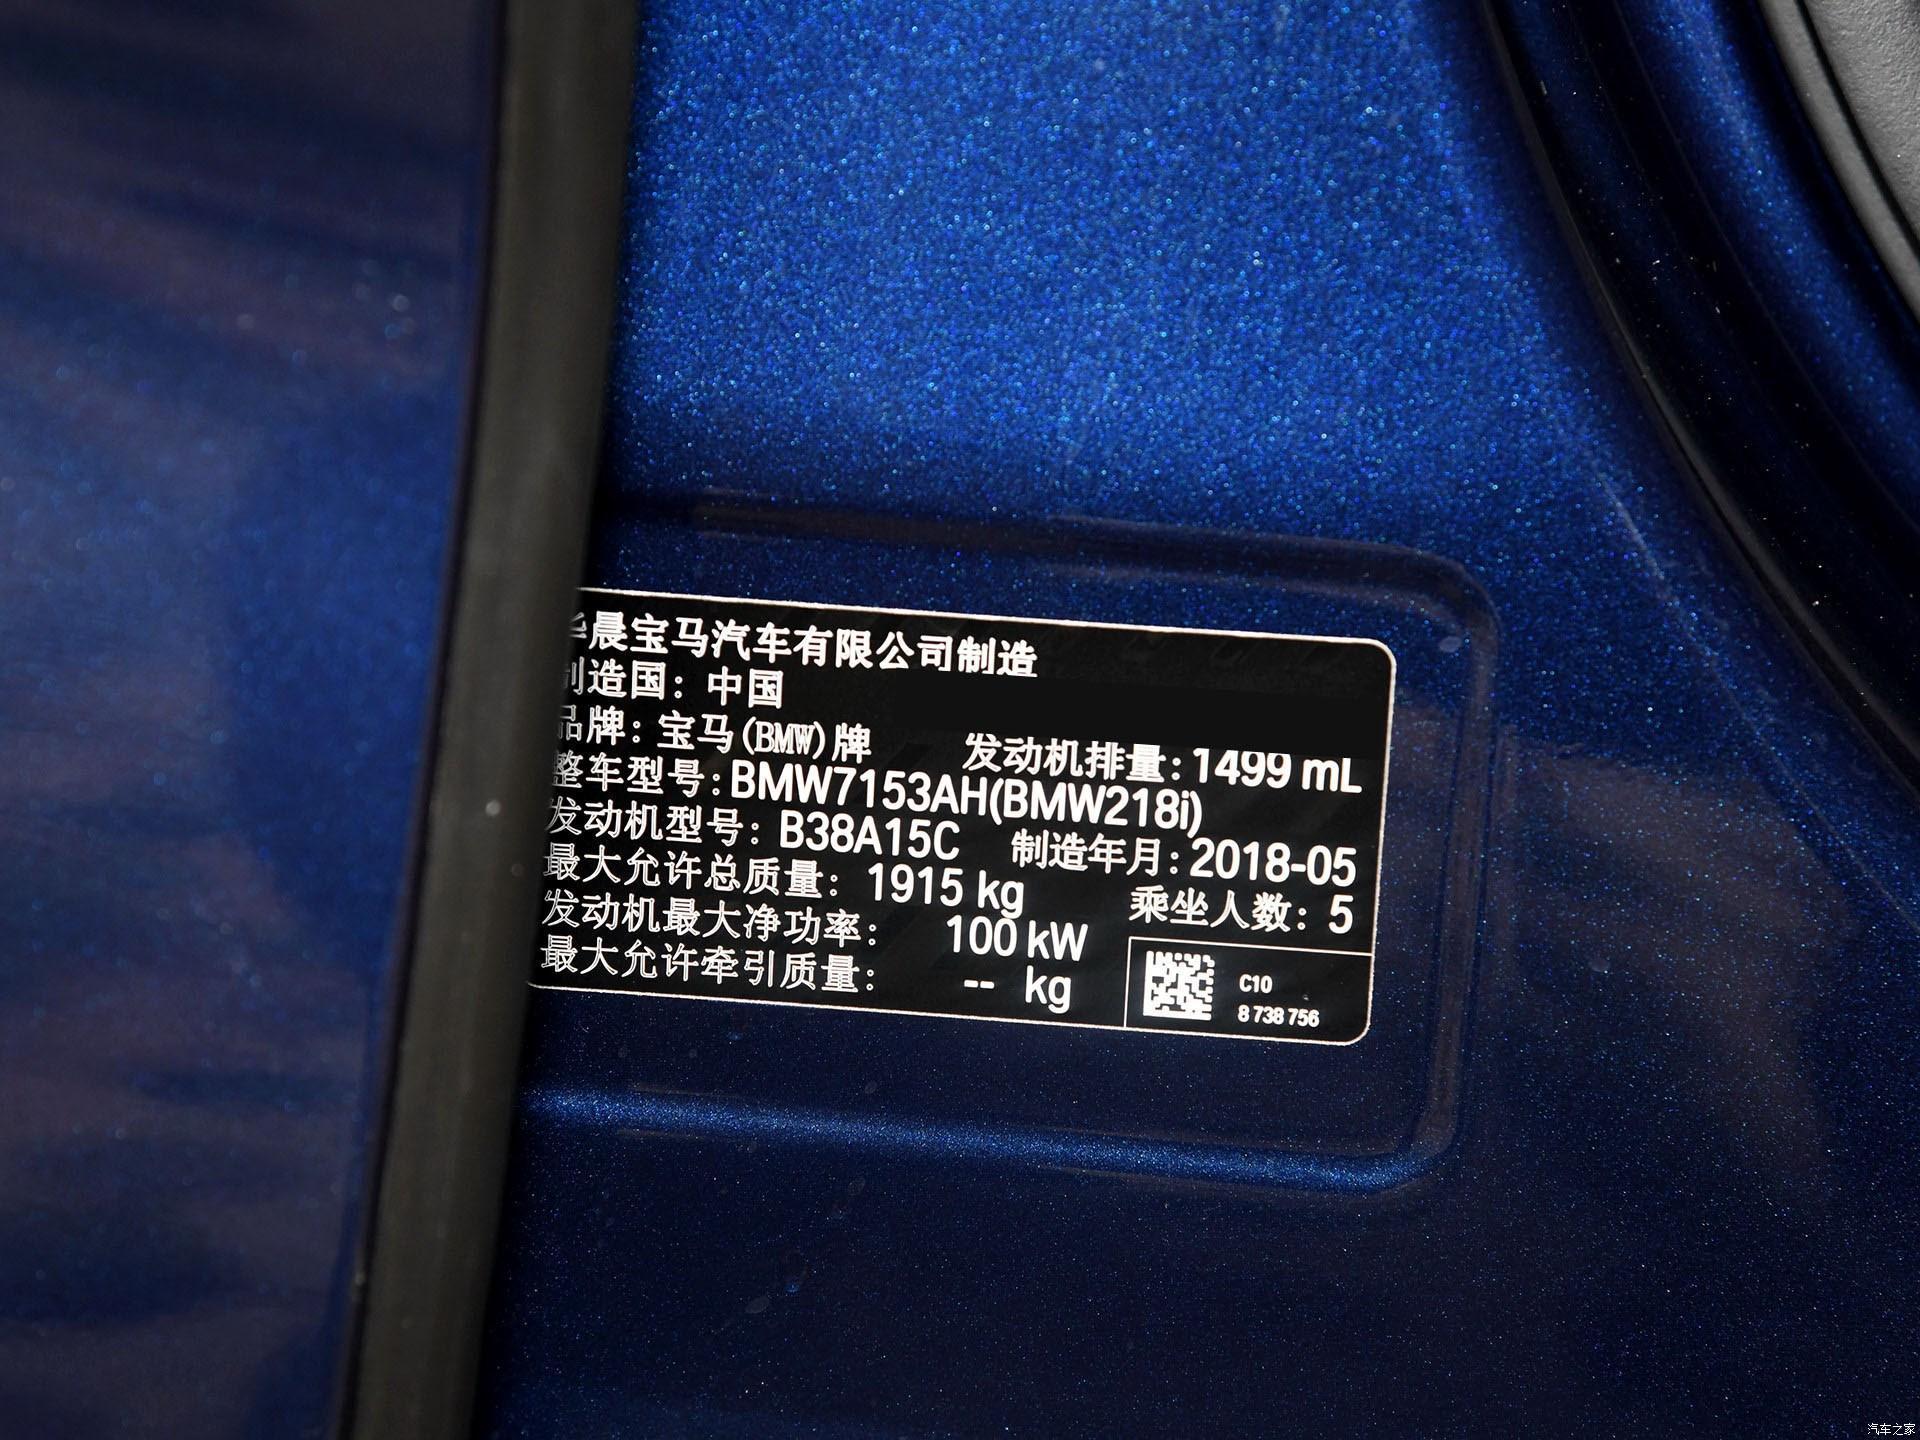 华晨宝马汽车有限公司制造
制造国：中国
品牌：宝马(BMW)牌 发动机排量：1499 mL
整车型号：BMW7153AH(BMW218i)
发动机型号：B38A15C 制造年月：2018-05
最大允许总质量：1915 kg 乘坐人数：5
发动机最大净功率：100 kW
最大允许牵引质量：-- kg
C10
8 738 756
汽车之家